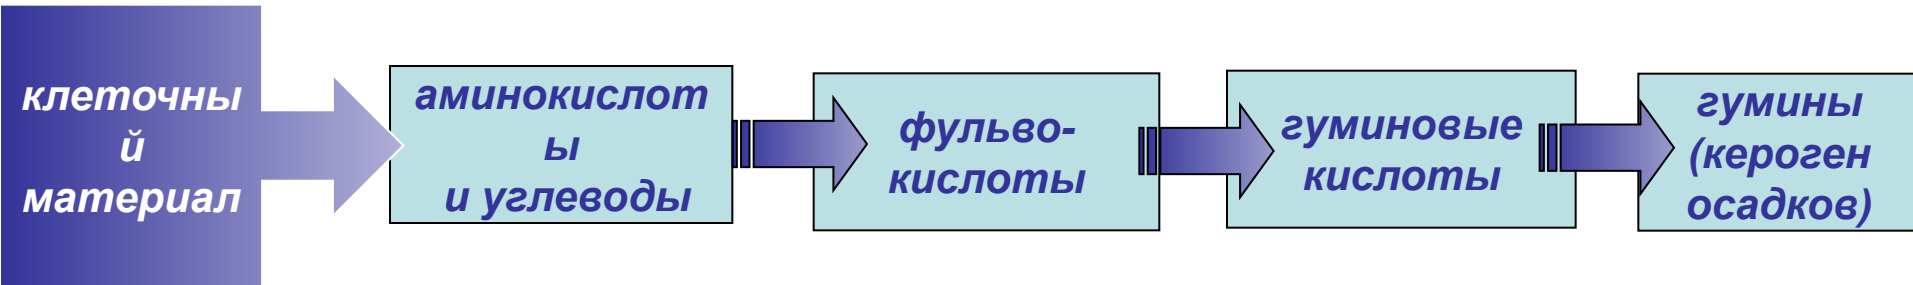 клеточны
й
материал
аминокислот
ы
и углеводы
фульво-
кислоты
гуминовые
кислоты
гумины
(кероген
осадков)